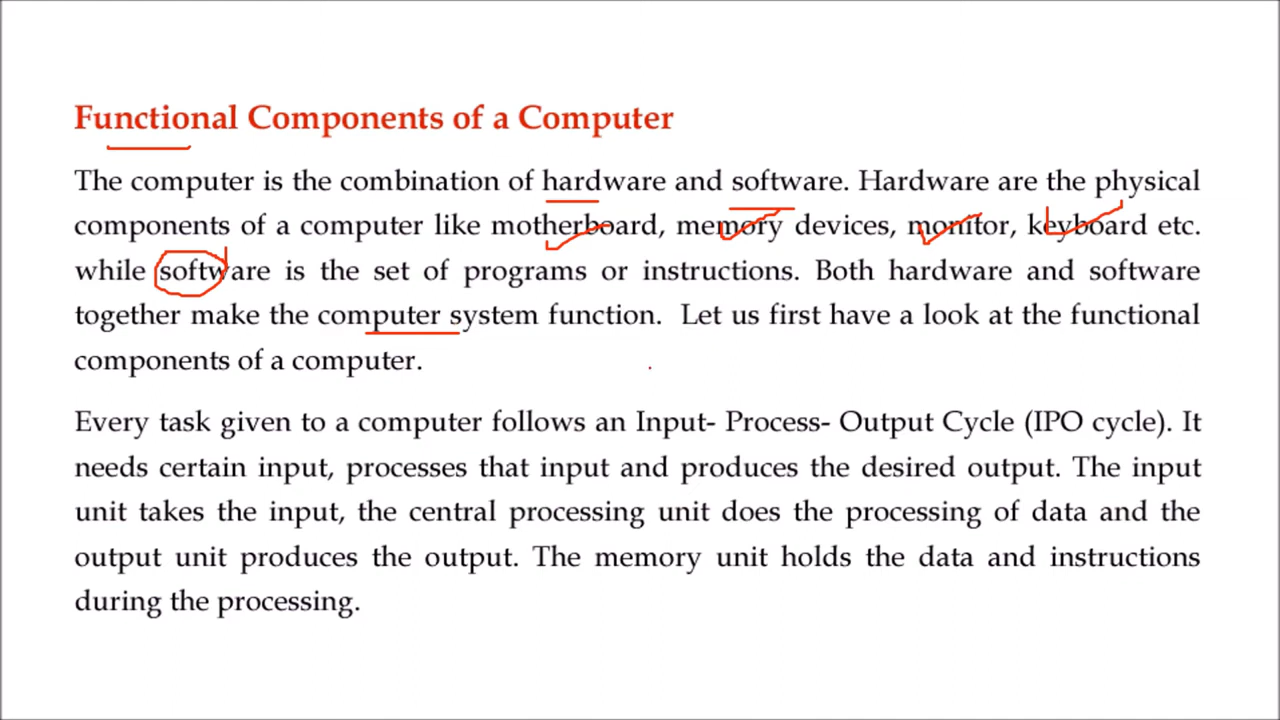 Functional Components of a Computer
The computer is the combination of hardware and software. Hardware are the physical
components of a computer like motherboard, memory devices, monitor, keyboard etc.
while software is the set of programs or instructions. Both hardware and software
together make the computer system function. Let us first have a look at the functional
components of a computer.
Every task given to a computer follows an Input- Process- Output Cycle (IPO cycle). It
needs certain input, processes that input and produces the desired output. The input
unit takes the input, the central processing unit does the processing of data and the
output unit produces the output. The memory unit holds the data and instructions
during the processing.